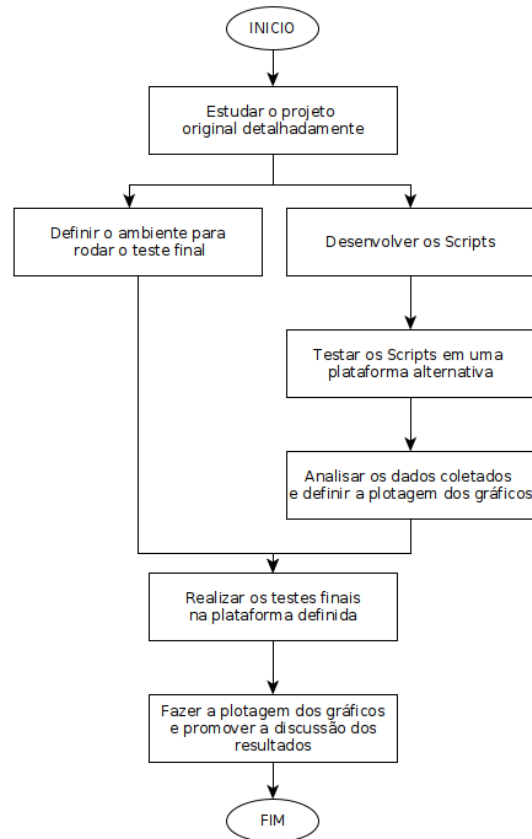 INICIO
Estudar o projeto
original detalhadamente
Definir o ambiente para
rodar o teste final
Desenvolver os Scripts
Testar os Scripts em uma
plataforma alternativa
Analisar os dados coletados
e definir a plotagem dos gráficos
Realizar os testes finais
na plataforma definida
Fazer a plotagem dos gráficos
e promover a discussão dos
resultados
FIM